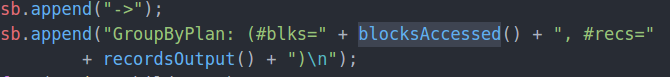 sb.append("->");
sb.append("GroupByPlan: (#blks=" + blocksAccessed() + ", #recs="
+ recordsOutput() + ")\n");